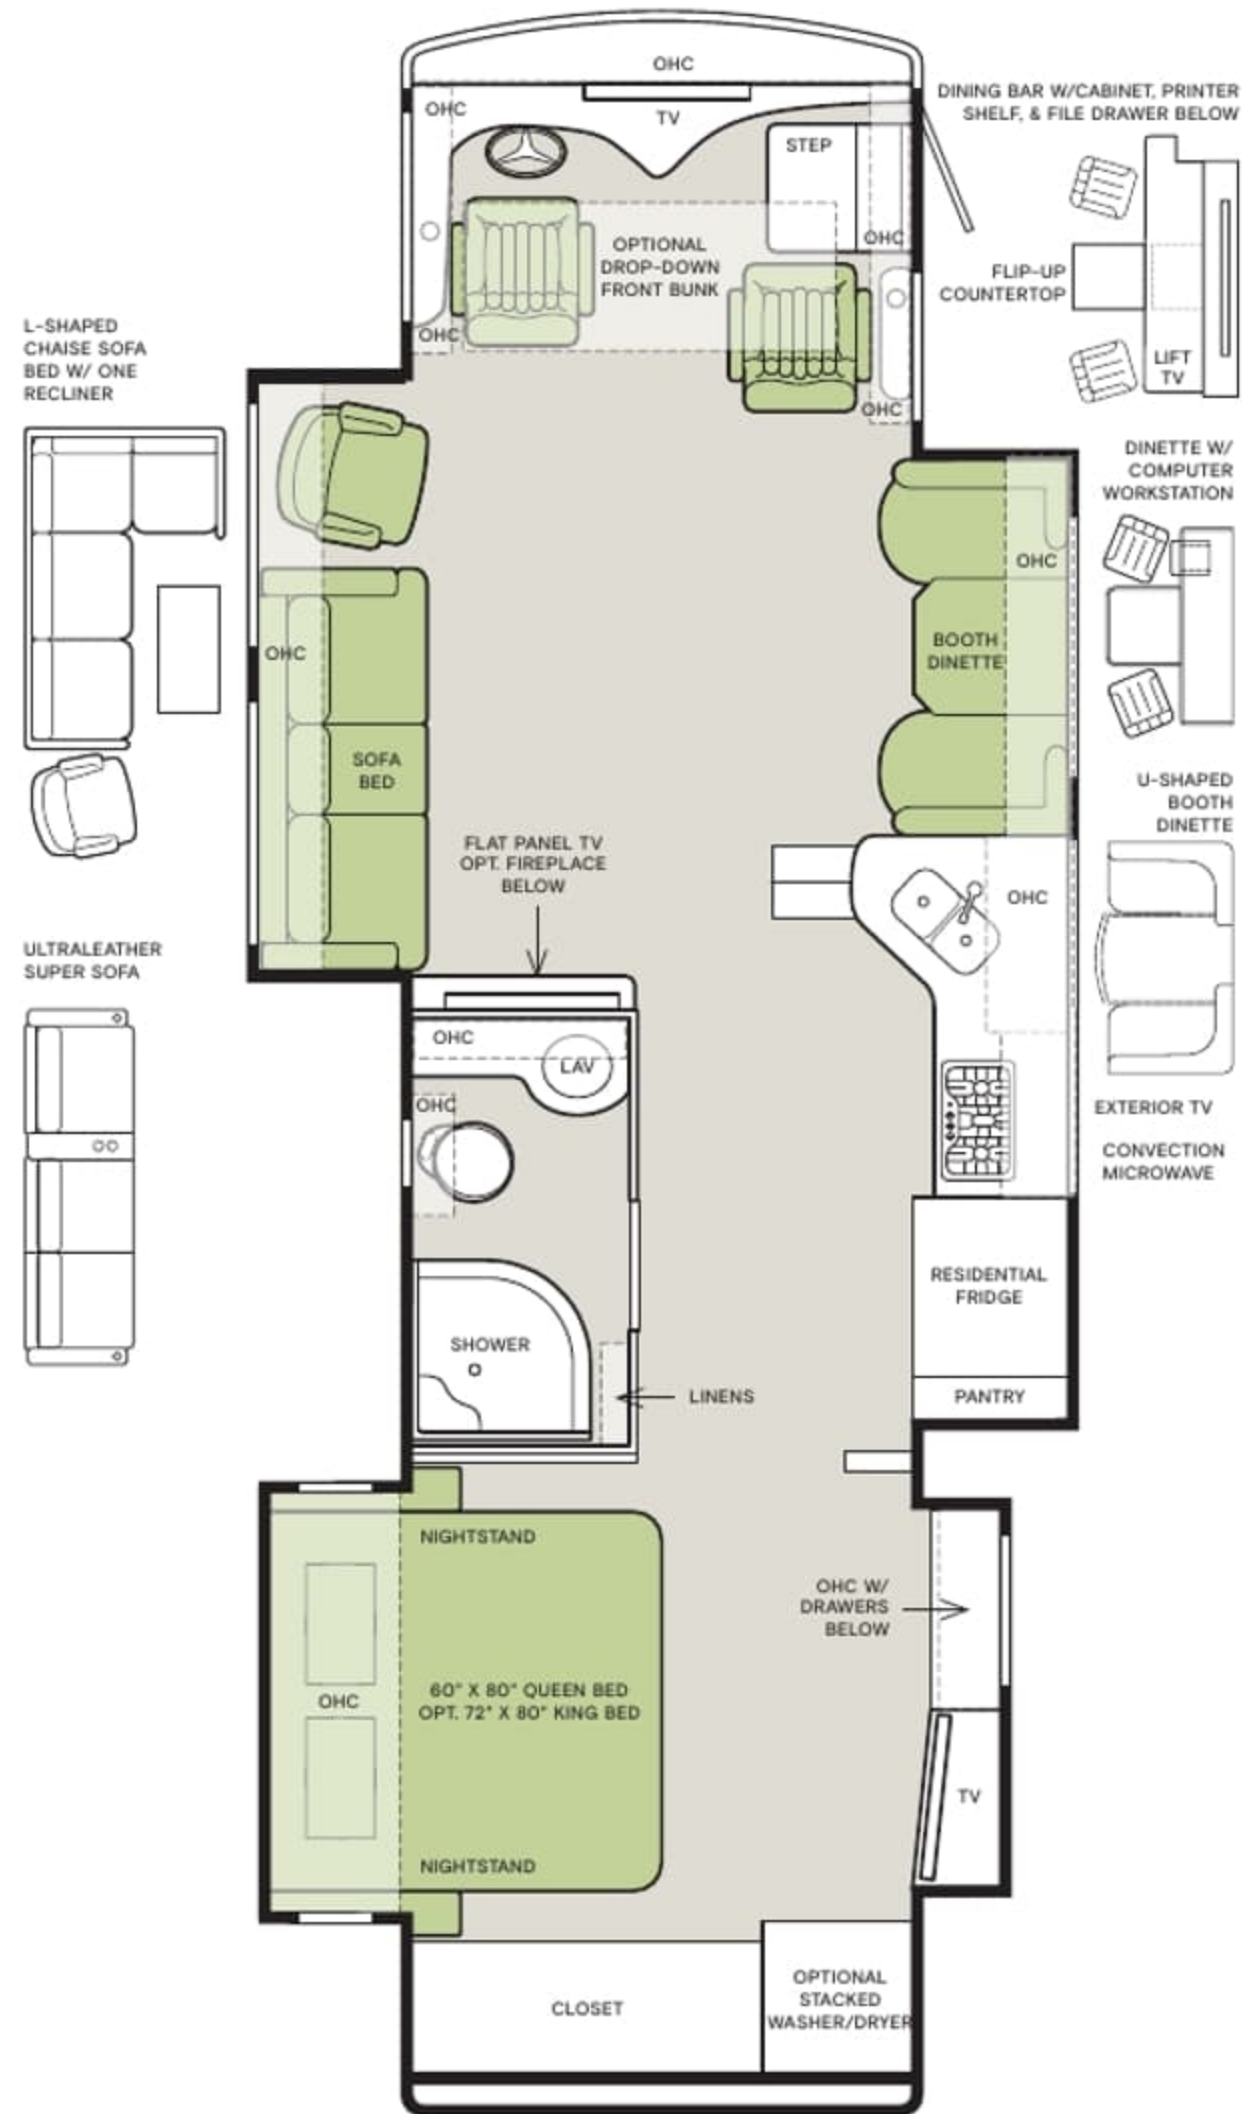 OHC
OHC
TV
STEP
OHC
OPTIONAL
DROP-DOWN
FRONT BUNK
OHC
OHC
DINING BAR W/CABINET, PRINTER
SHELF, & FILE DRAWER BELOW
FLIP-UP
COUNTERTOP
LIFT
TV
L-SHAPED
CHAISE SOFA
BED W/ ONE
RECLINER
DINETTE W/
COMPUTER
WORKSTATION
OHC
BOOTH
DINETTE
OHC
SOFA
BED
U-SHAPED
BOOTH
DINETTE
FLAT PANEL TV
OPT. FIREPLACE
BELOW
OHC
ULTRALEATHER
SUPER SOFA
OHC
LAV
OHC
EXTERIOR TV
CONVECTION
MICROWAVE
RESIDENTIAL
FRIDGE
SHOWER
LINENS
PANTRY
NIGHTSTAND
OHC W/
DRAWERS
BELOW
OHC
60" X 80" QUEEN BED
OPT. 72" X 80" KING BED
TV
NIGHTSTAND
CLOSET
OPTIONAL
STACKED
WASHER/DRYER